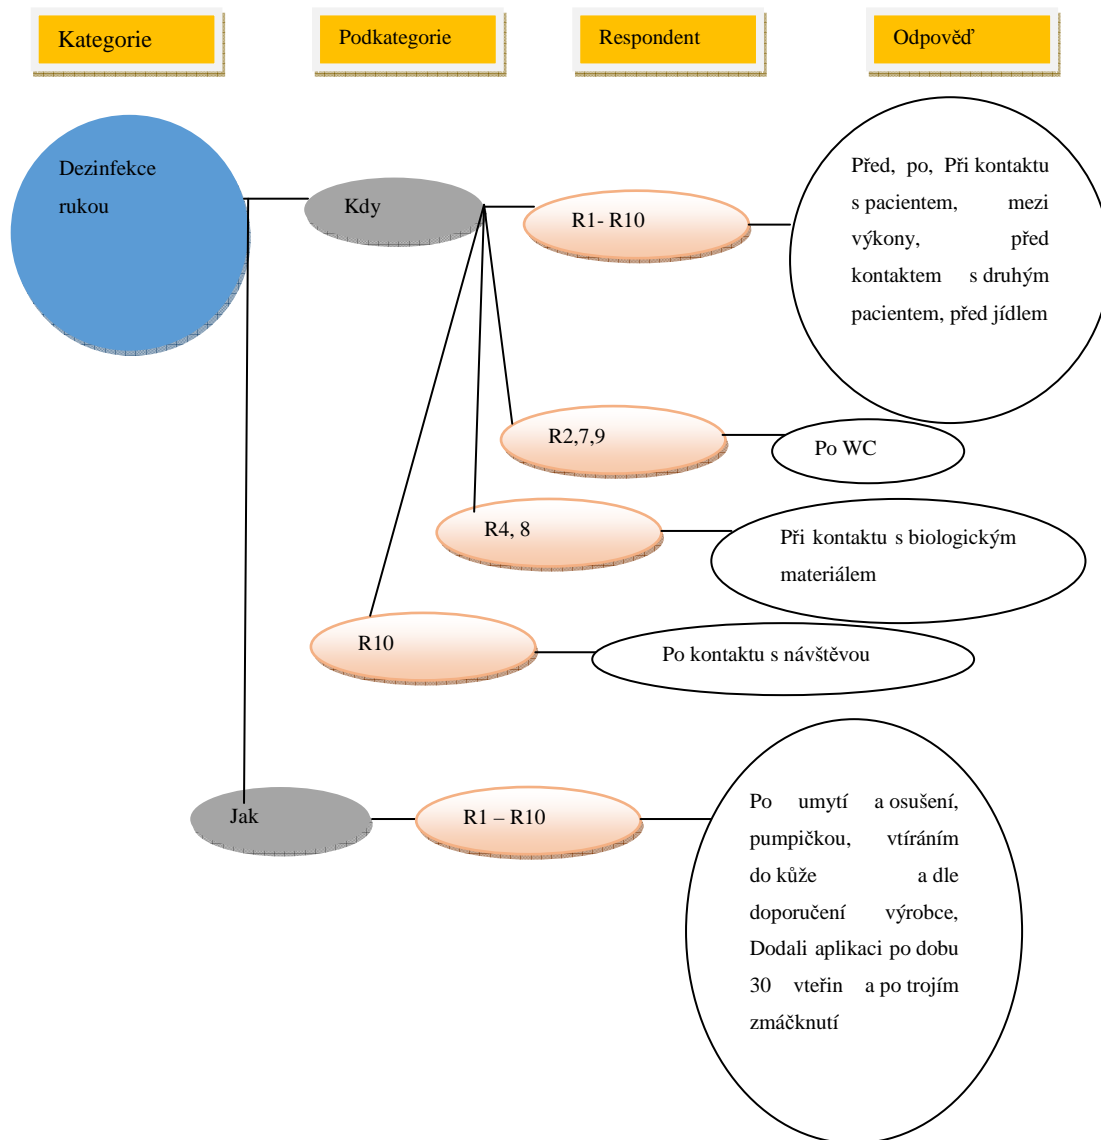 Kategorie
Podkategorie
Respondent
Odpověď
Dezinfekce
rukou
Kdy
R1- R10
Před, po, Při kontaktu
s pacientem, mezi
výkony, před
kontaktem s druhým
pacientem, před jídlem
R2,7,9
Po WC
R4, 8
Při kontaktu s biologickým
materiálem
R10
Po kontaktu s návštěvou
Jak
R1 – R10
Po umytí a osušení,
pumpičkou, vtíráním
do kůže a dle
doporučení výrobce,
Dodali aplikaci po dobu
30 vteřin a po trojím
zmáčknutí